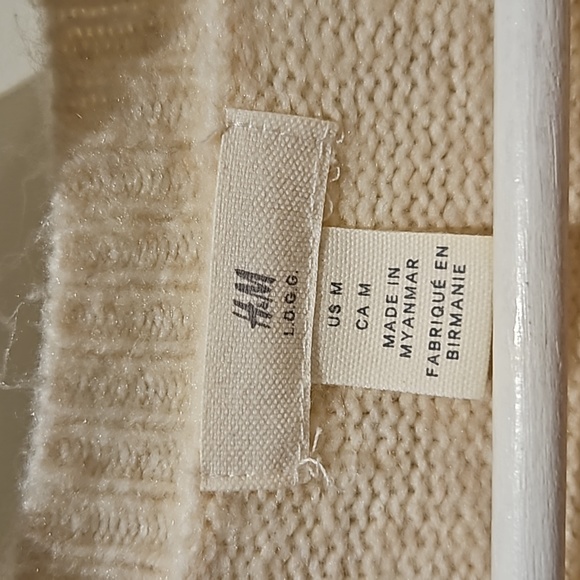 H&M
L.O.G.G.
US M
CA M
MADE IN
MYANMAR
FABRIQUÉ EN
BIRMANIE